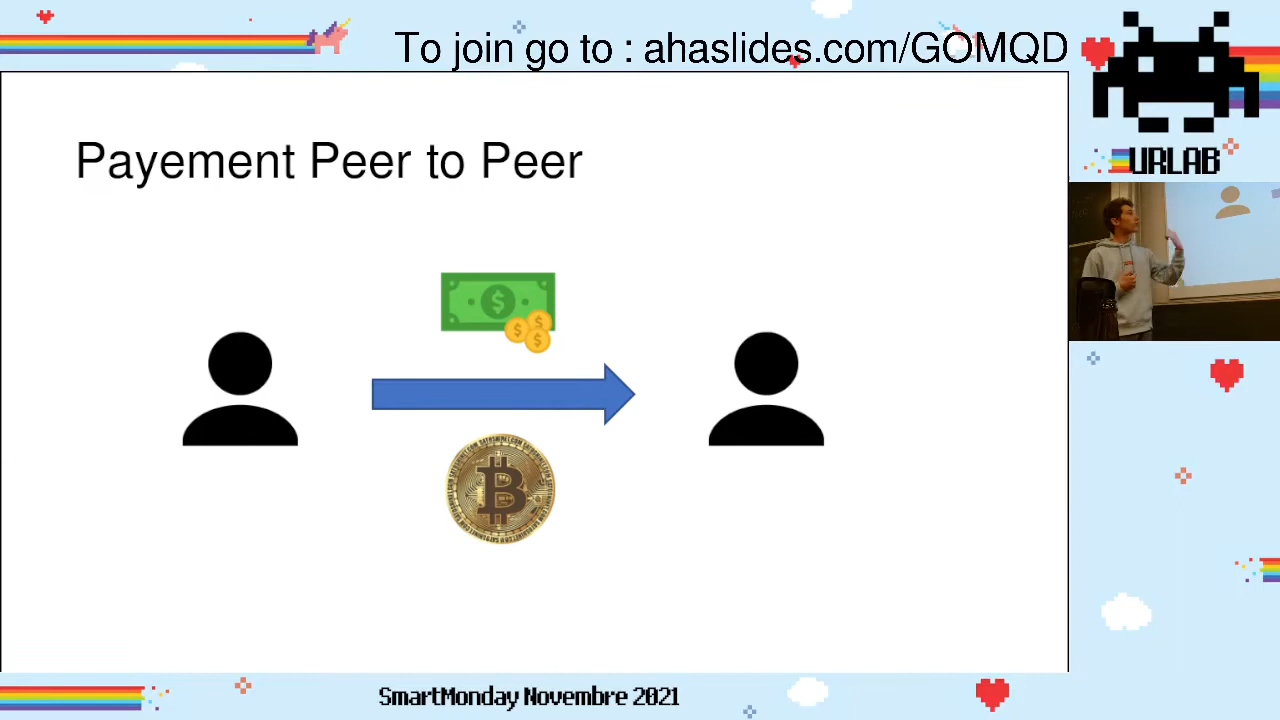 To join go to : ahaslides.com/GOMQD
URLAB
Payement Peer to Peer
SmartMonday Novembre 2021